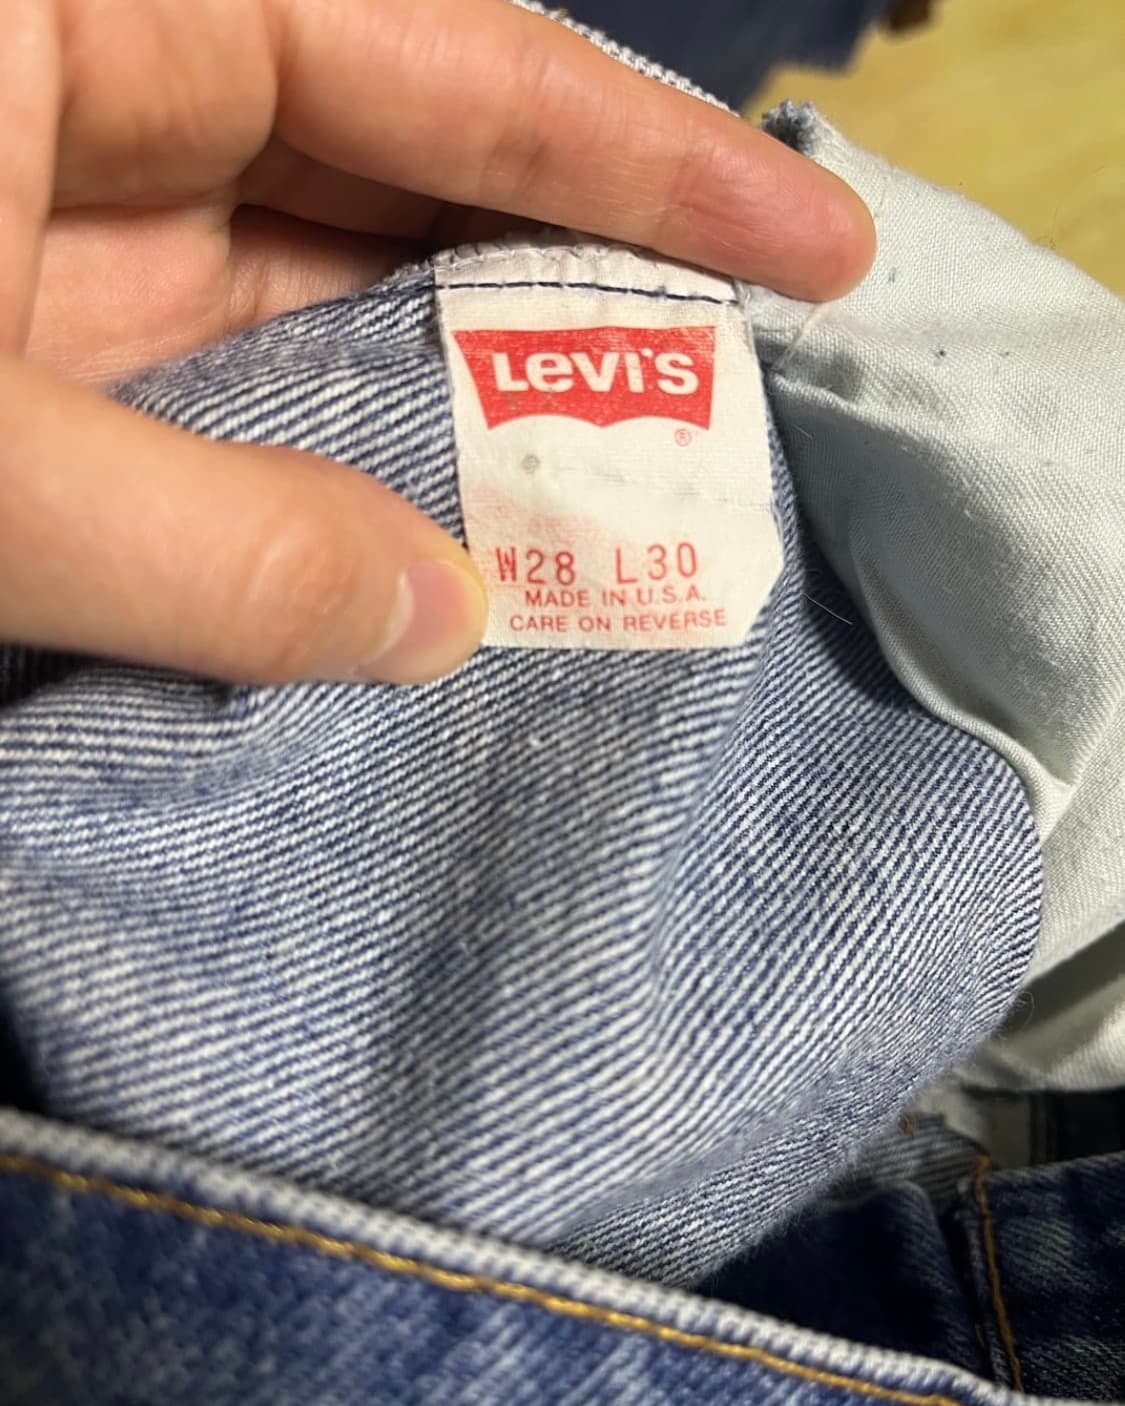 Levi's
®
W28 L30
MADE IN U.S.A.
CARE ON REVERSE